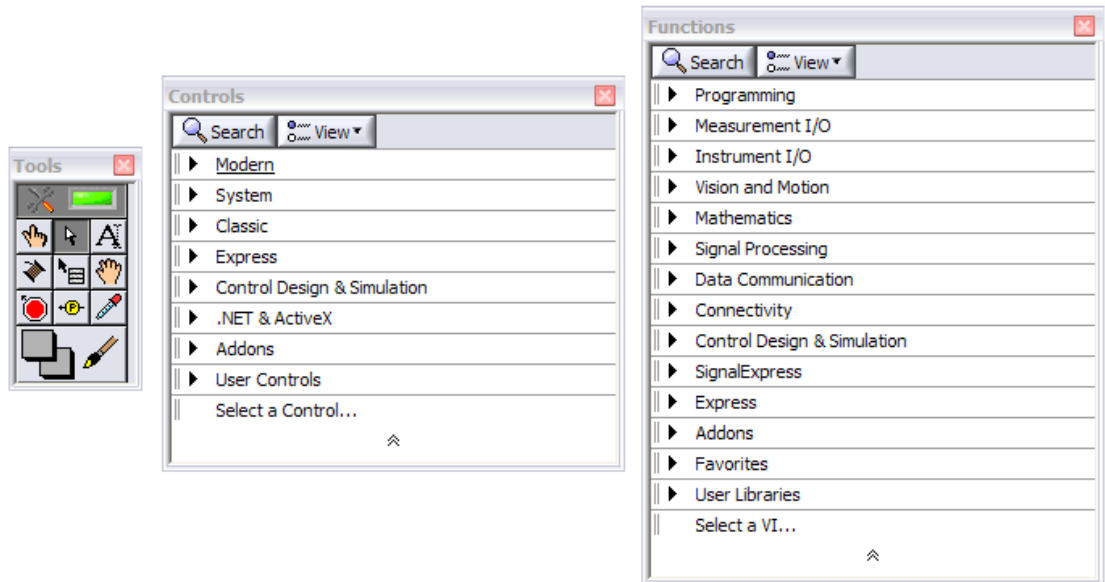 Tools
A
P
Controls
Search View
Modern
System
Classic
Express
Control Design & Simulation
.NET & ActiveX
Addons
User Controls
Select a Control...
Functions
Search View
Programming
Measurement I/O
Instrument I/O
Vision and Motion
Mathematics
Signal Processing
Data Communication
Connectivity
Control Design & Simulation
SignalExpress
Express
Addons
Favorites
User Libraries
Select a VI...